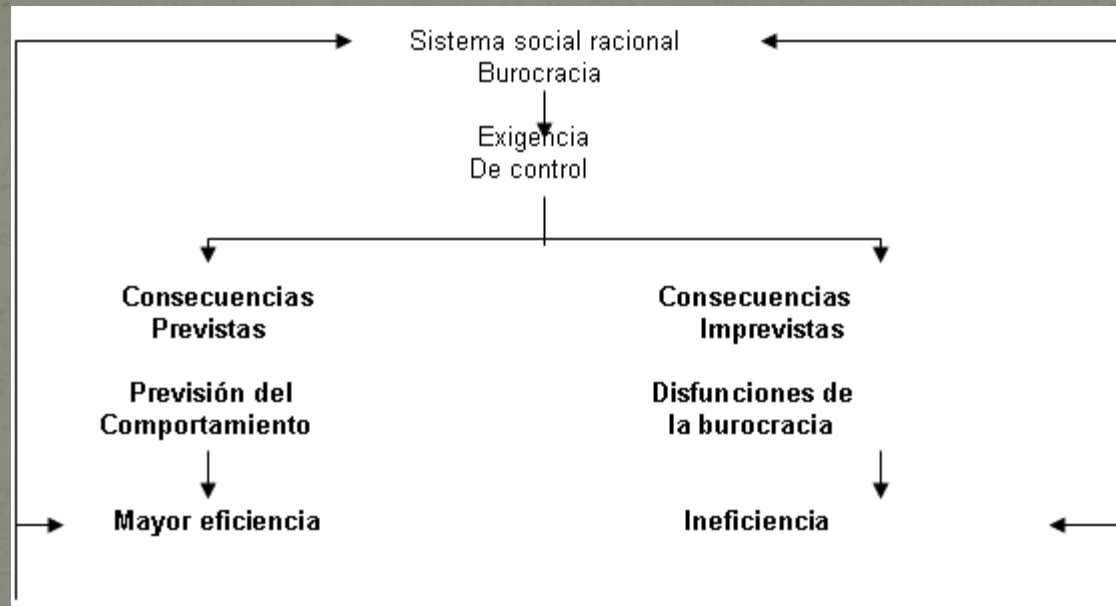 Sistema social racional
Burocracia
Exigencia
De control
Consecuencias
Previstas
Consecuencias
Imprevistas
Previsión del
Comportamiento
Disfunciones de
la burocracia
Mayor eficiencia
Ineficiencia